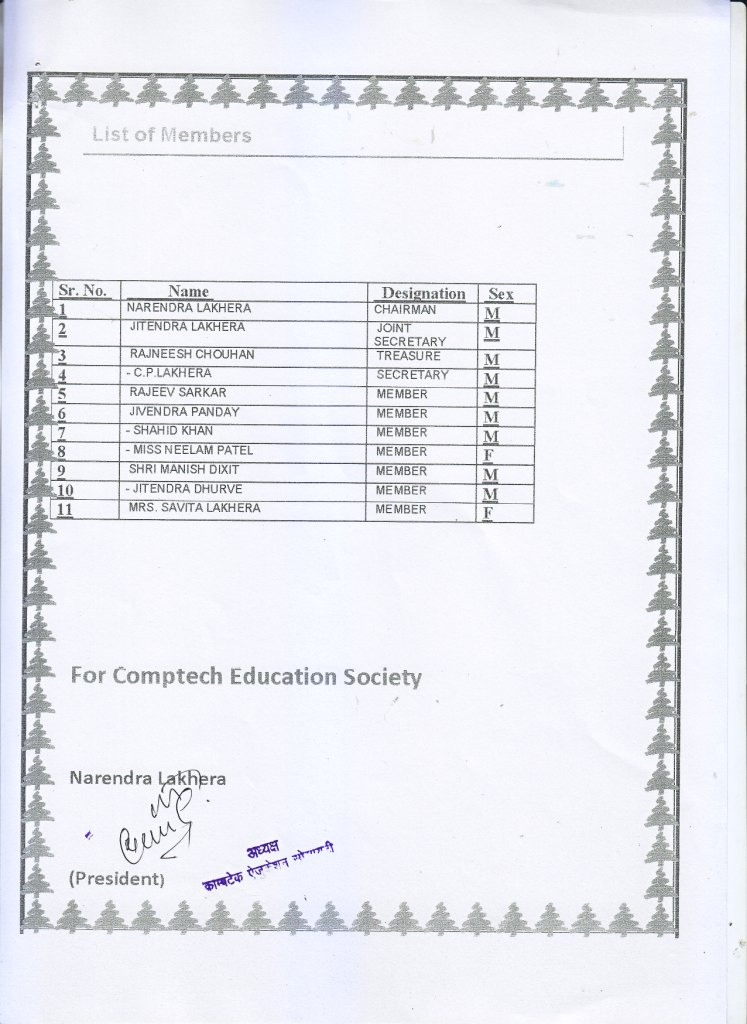 List of Members
Sr. No. Name Designation Sex
1 NARENDRA LAKHERA CHAIRMAN M
2 JITENDRA LAKHERA JOINT SECRETARY M
3 RAJNEESH CHOUHAN TREASURE M
4 - C.P.LAKHERA SECRETARY M
5 RAJEEV SARKAR MEMBER M
6 JIVENDRA PANDAY MEMBER M
7 - SHAHID KHAN MEMBER M
8 - MISS NEELAM PATEL MEMBER F
9 SHRI MANISH DIXIT MEMBER M
10 - JITENDRA DHURVE MEMBER M
11 MRS. SAVITA LAKHERA MEMBER F
For Comptech Education Society
Narendra Lakhera
(President)
अध्यक्ष